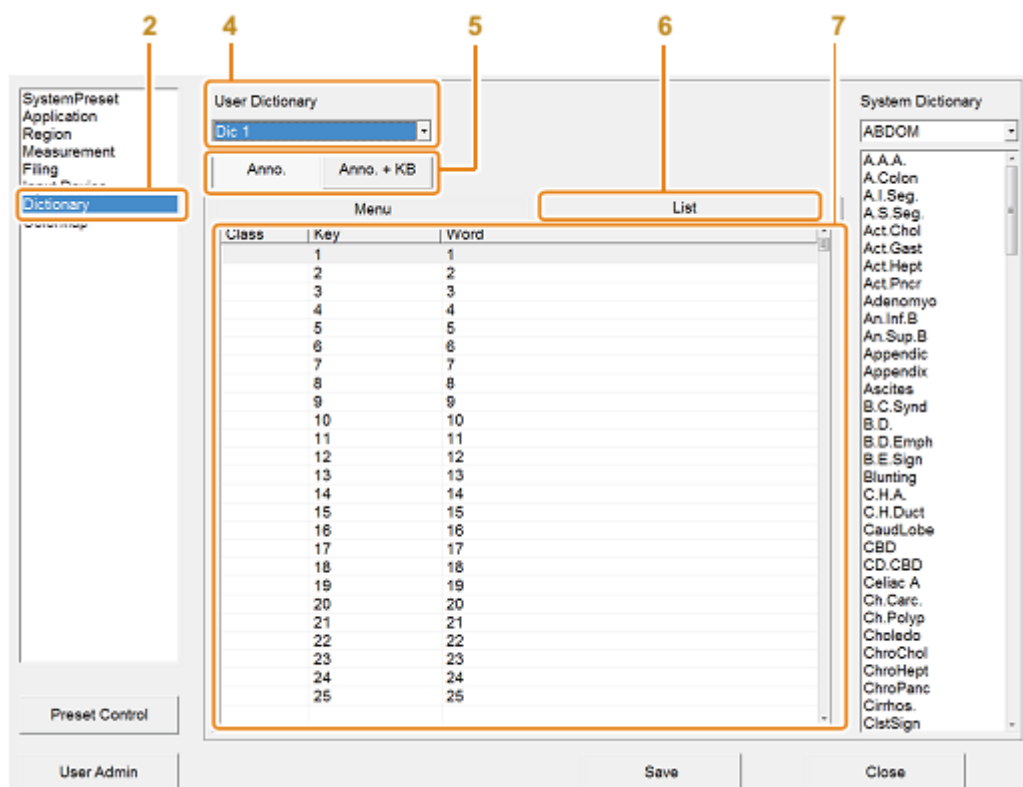 2 4 5 6 7
SystemPreset
Application
Region
Measurement
Filing
Dictionary
User Dictionary
Dic 1
Anno. Anno. + KB
Menu List
Class Key Word
1 1
2 2
3 3
4 4
5 5
6 6
7 7
8 8
9 9
10 10
11 11
12 12
13 13
14 14
15 15
16 16
17 17
18 18
19 19
20 20
21 21
22 22
23 23
24 24
25 25
System Dictionary
ABDOM
A.A.A.
A.Colon
A.I.Seg.
A.S.Seg.
Act.Chol
Act.Gast
Act.Hept
Act.Pncr
Adenomyo
An.Inf.B
An.Sup.B
Appendic
Appendix
Ascites
B.C.Synd
B.D.
B.D.Emph
B.E.Sign
Blunting
C.H.A.
C.H.Duct
CaudLobe
CBD
CD.CBD
Celiac A
Ch.Carc.
Ch.Polyp
Choledo
ChroChol
ChroHept
ChroPanc
Cirrhos.
ClstSign
Preset Control
User Admin Save Close